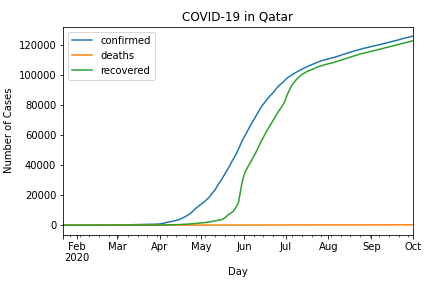 COVID-19 in Qatar
confirmed
deaths
recovered
Number of Cases
120000
100000
80000
60000
40000
20000
0
Feb Mar Apr May Jun Jul Aug Sep Oct
2020
Day